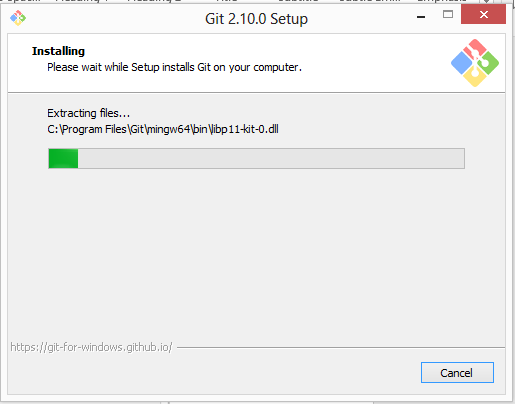 Git 2.10.0 Setup
Installing
Please wait while Setup installs Git on your computer.
Extracting files...
C:\Program Files\Git\mingw64\bin\libp11-kit-0.dll
https://git-for-windows.github.io/
Cancel